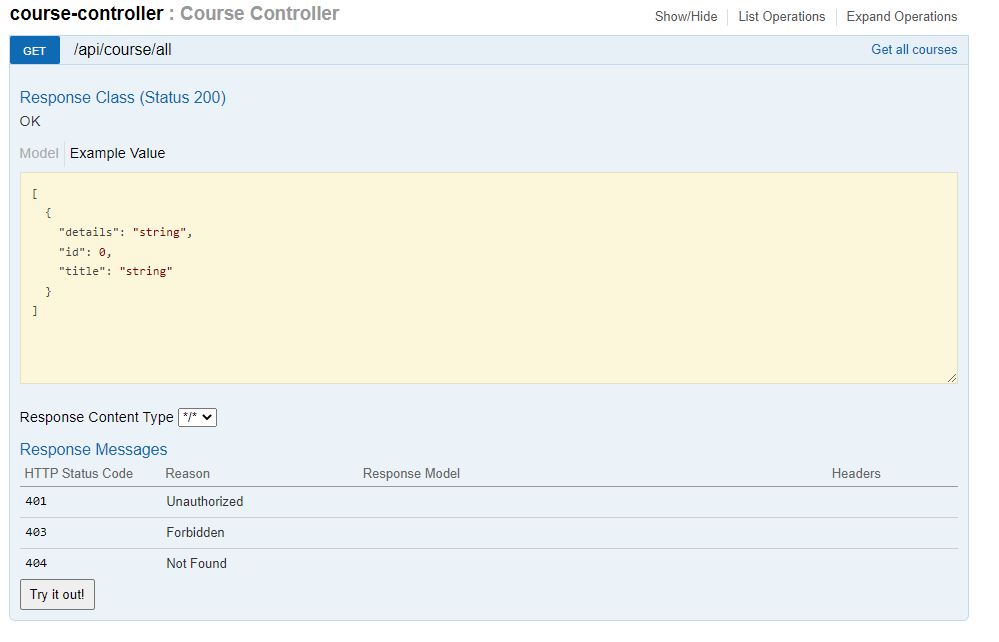 course-controller : Course Controller
Show/Hide List Operations Expand Operations
GET /api/course/all Get all courses
Response Class (Status 200)
OK
Model Example Value
[
  {
    "details": "string",
    "id": 0,
    "title": "string"
  }
]
Response Content Type */*
Response Messages
HTTP Status Code Reason Response Model Headers
401 Unauthorized
403 Forbidden
404 Not Found
Try it out!